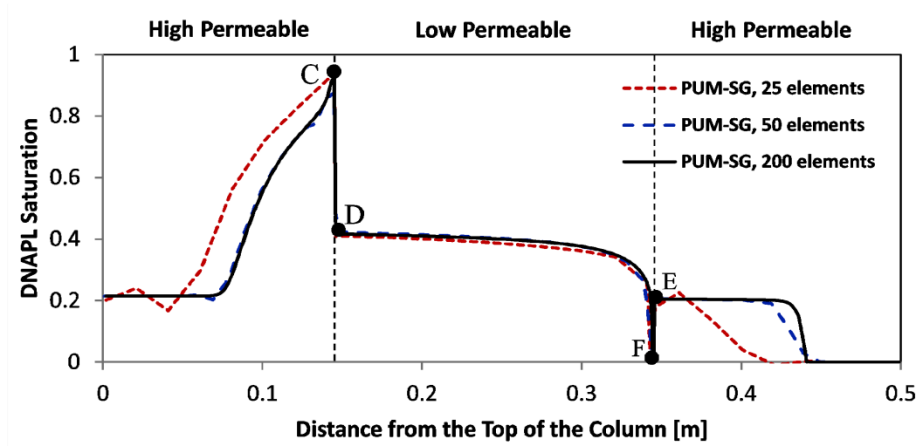 High Permeable Low Permeable High Permeable
1
0.8
0.6
0.4
0.2
0
DNAPL Saturation
C
D
E
F
PUM-SG, 25 elements
PUM-SG, 50 elements
PUM-SG, 200 elements
0 0.1 0.2 0.3 0.4 0.5
Distance from the Top of the Column [m]